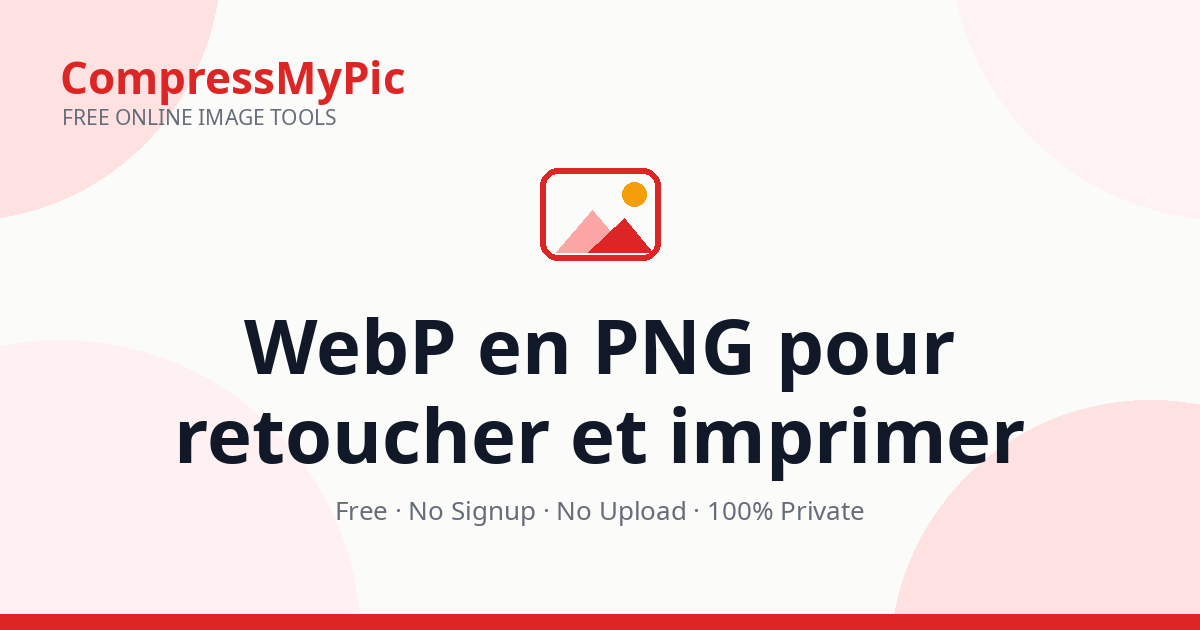 CompressMyPic
FREE ONLINE IMAGE TOOLS
WebP en PNG pour
retoucher et imprimer
Free · No Signup · No Upload · 100% Private